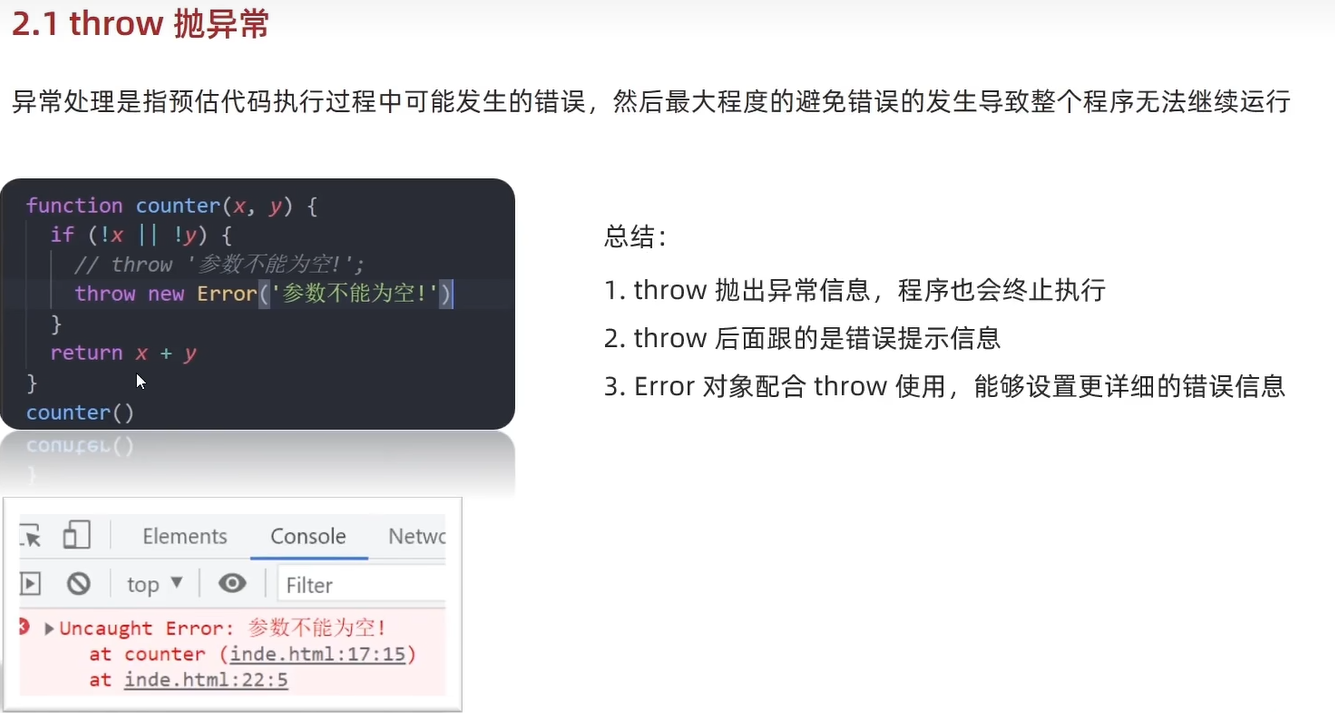 2.1 throw 抛异常
异常处理是指预估代码执行过程中可能发生的错误，然后最大程度的避免错误的发生导致整个程序无法继续运行
function counter(x, y) {
if (!x || !y) {
// throw '参数不能为空!';
throw new Error('参数不能为空!')
}
return x + y
}
counter()
总结：
1. throw 抛出异常信息，程序也会终止执行
2. throw 后面跟的是错误提示信息
3. Error 对象配合 throw 使用，能够设置更详细的错误信息
counter()
}
Elements Console Netwo
top ▼ Filter
▶Uncaught Error: 参数不能为空!
at counter (inde.html:17:15)
at inde.html:22:5